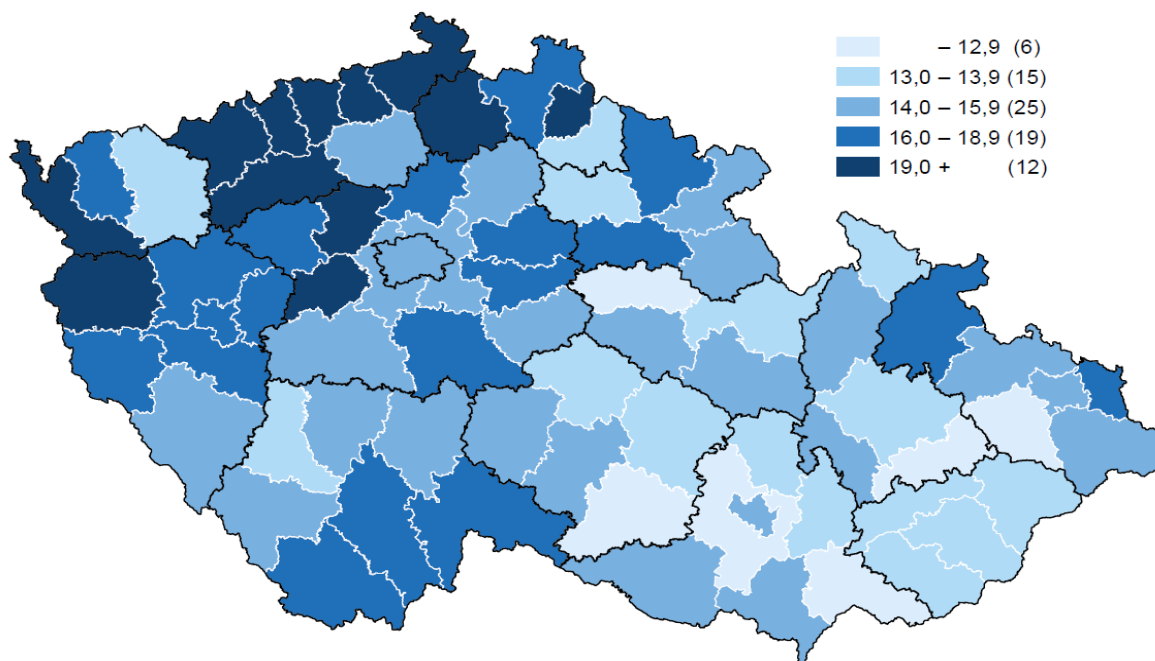 – 12,9 (6)
13,0 – 13,9 (15)
14,0 – 15,9 (25)
16,0 – 18,9 (19)
19,0 + (12)